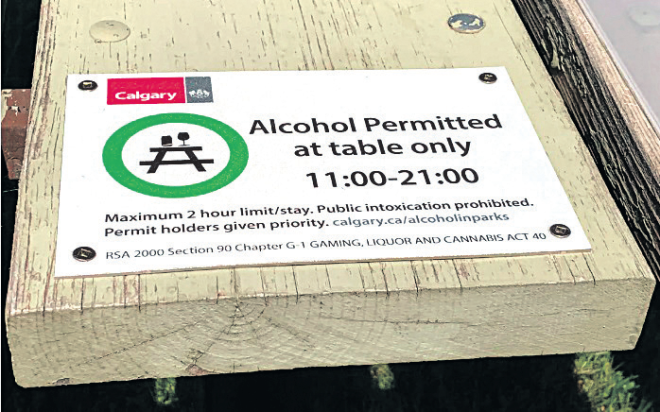 Calgary
Alcohol Permitted
at table only
11:00-21:00
Maximum 2 hour limit/stay. Public intoxication prohibited.
Permit holders given priority. calgary.ca/alcoholinparks
RSA 2000 Section 90 Chapter G-1 GAMING, LIQUOR AND CANNABIS ACT 40